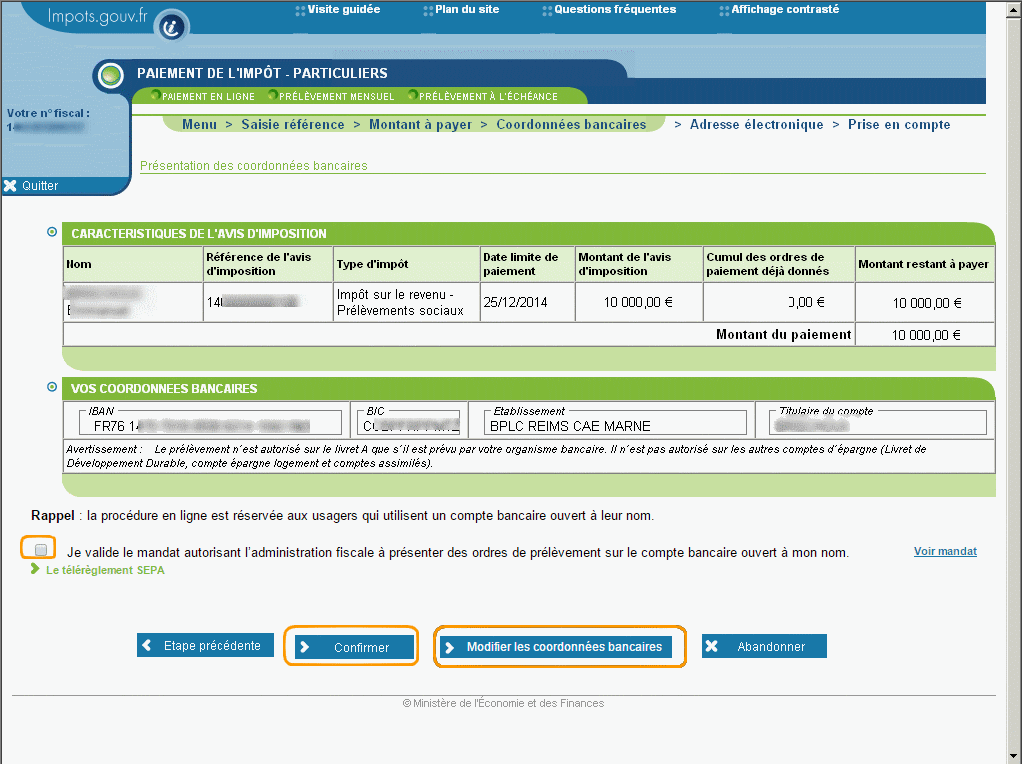 Impots.gouv.fr
Visite guidée Plan du site Questions fréquentes Affichage contrasté
PAIEMENT DE L'IMPÔT - PARTICULIERS
PAIEMENT EN LIGNE PRÉLÈVEMENT MENSUEL PRÉLÈVEMENT À L'ÉCHÉANCE
Votre n° fiscal :
1
Menu > Saisie référence > Montant à payer > Coordonnées bancaires > Adresse électronique > Prise en compte
Présentation des coordonnées bancaires
Quitter
CARACTERISTIQUES DE L'AVIS D'IMPOSITION
Nom Référence de l'avis d'imposition Type d'impôt Date limite de paiement Montant de l'avis d'imposition Cumul des ordres de paiement déjà donnés Montant restant à payer
14 Impôt sur le revenu - Prélèvements sociaux 25/12/2014 10 000,00 € 0,00 € 10 000,00 €
Montant du paiement 10 000,00 €
VOS COORDONNEES BANCAIRES
IBAN BIC Etablissement Titulaire du compte
FR76 1 BPLC REIMS CAE MARNE
Avertissement : Le prélèvement n´est autorisé sur le livret A que s´il est prévu par votre organisme bancaire. Il n´est pas autorisé sur les autres comptes d´épargne (Livret de
Développement Durable, compte épargne logement et comptes assimilés).
Rappel : la procédure en ligne est réservée aux usagers qui utilisent un compte bancaire ouvert à leur nom.
Je valide le mandat autorisant l'administration fiscale à présenter des ordres de prélèvement sur le compte bancaire ouvert à mon nom. Voir mandat
Le télérèglement SEPA
Etape précédente Confirmer Modifier les coordonnées bancaires Abandonner
© Ministère de l'Économie et des Finances